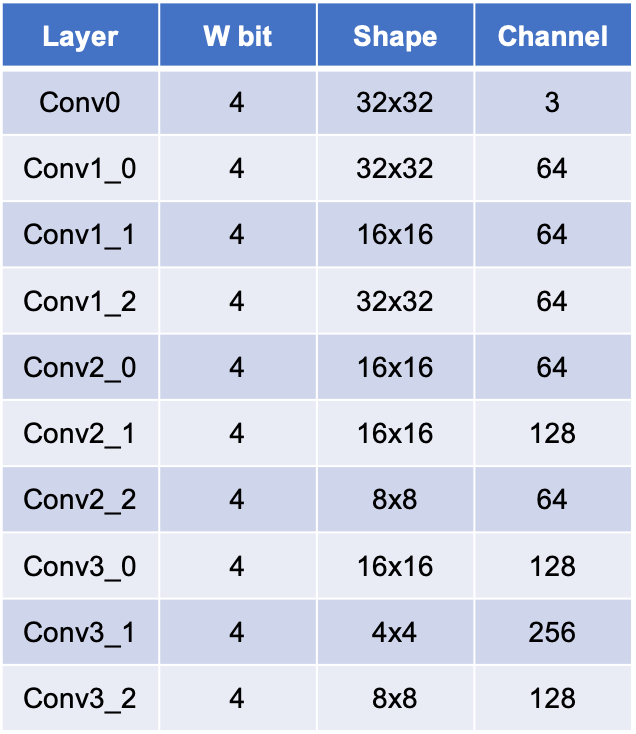 Layer W bit Shape Channel
Conv0 4 32x32 3
Conv1_0 4 32x32 64
Conv1_1 4 16x16 64
Conv1_2 4 32x32 64
Conv2_0 4 16x16 64
Conv2_1 4 16x16 128
Conv2_2 4 8x8 64
Conv3_0 4 16x16 128
Conv3_1 4 4x4 256
Conv3_2 4 8x8 128